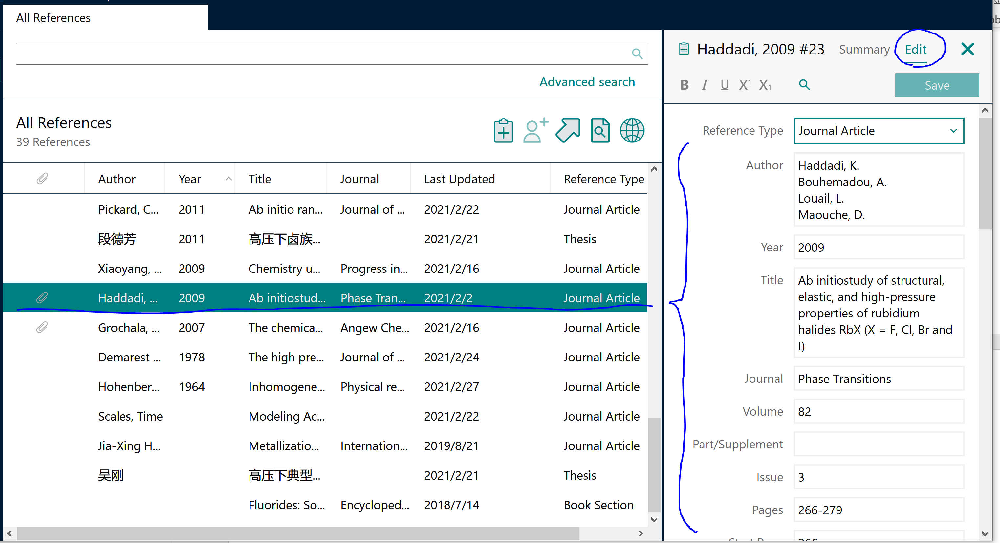 All References
Advanced search
All References
39 References
Author Year Title Journal Last Updated Reference Type
Pickard, C... 2011 Ab initio ran... Journal of ... 2021/2/22 Journal Article
段德芳 2011 高压下卤族... 2021/2/21 Thesis
Xiaoyang, ... 2009 Chemistry u... Progress in... 2021/2/16 Journal Article
Haddadi, ... 2009 Ab initiostud... Phase Tran... 2021/2/2 Journal Article
Grochala, ... 2007 The chemica... Angew Che... 2021/2/16 Journal Article
Demarest ... 1978 The high pre... Journal of ... 2021/2/24 Journal Article
Hohenber... 1964 Inhomogene... Physical re... 2021/2/27 Journal Article
Scales, Time Modeling Ac... 2021/2/22 Journal Article
Jia-Xing H... Metallizatio... Internation... 2019/8/21 Journal Article
吴刚 高压下典型... 2021/2/21 Thesis
Fluorides: So... Encycloped... 2018/7/14 Book Section
Haddadi, 2009 #23 Summary Edit
B I U X¹ X₁ Save
Reference Type Journal Article
Author Haddadi, K.
Bouhemadou, A.
Louail, L.
Maouche, D.
Year 2009
Title Ab initiostudy of structural,
elastic, and high-pressure
properties of rubidium
halides RbX (X = F, Cl, Br and
I)
Journal Phase Transitions
Volume 82
Part/Supplement
Issue 3
Pages 266-279